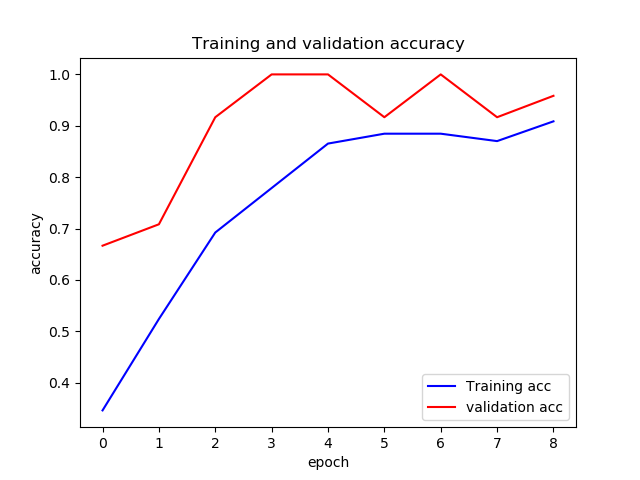 Training and validation accuracy
accuracy
1.0
0.9
0.8
0.7
0.6
0.5
0.4
Training acc
validation acc
0 1 2 3 4 5 6 7 8
epoch